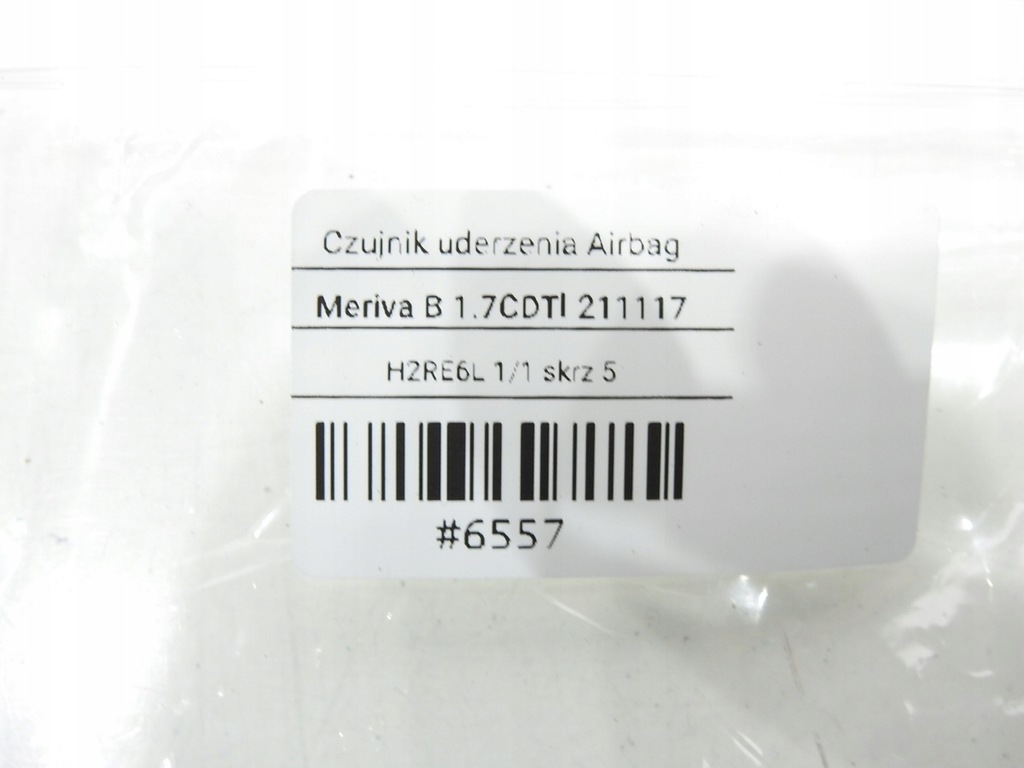 Czujnik uderzenia Airbag
Meriva B 1.7CDTI 211117
H2RE6L 1/1 skrz 5
#6557